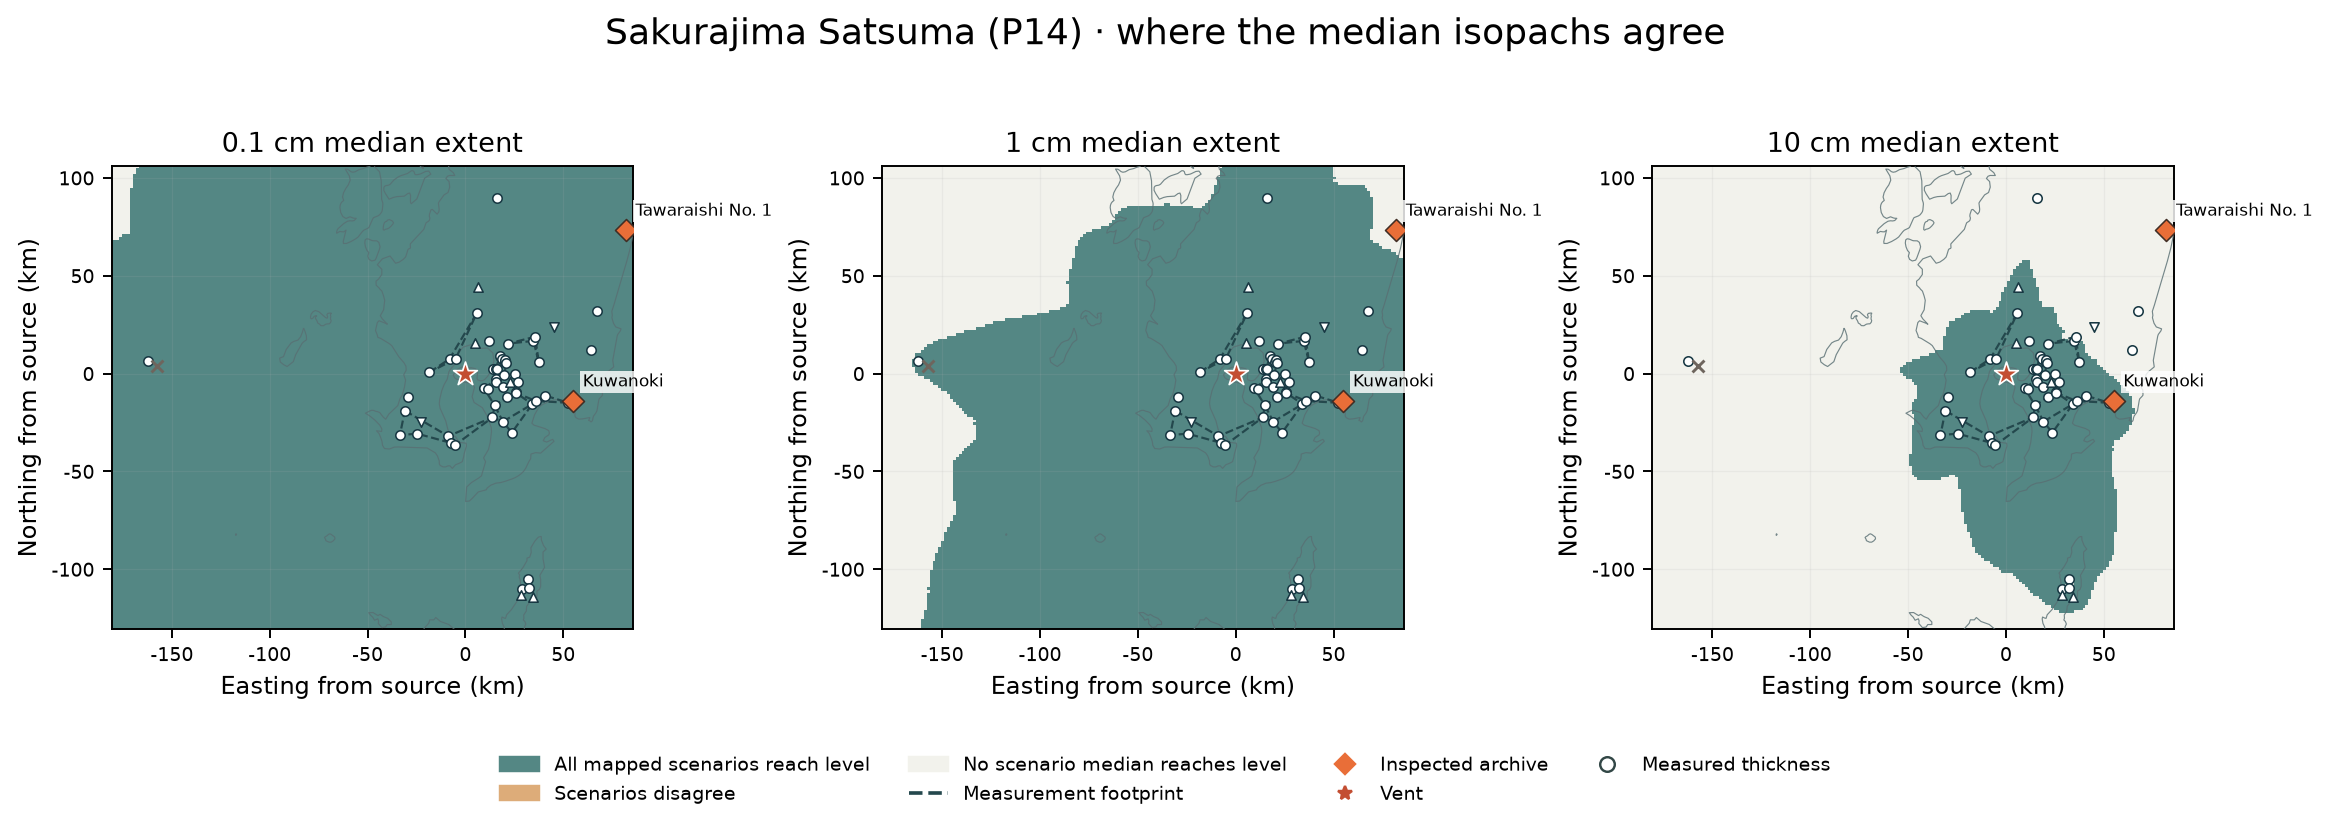 Sakurajima Satsuma (P14) · where the median isopachs agree
0.1 cm median extent
1 cm median extent
10 cm median extent
Northing from source (km)
100
50
0
-50
-100
Tawaraishi No. 1
Kuwanoki
-150
-100
-50
0
50
Easting from source (km)
Northing from source (km)
100
50
0
-50
-100
Tawaraishi No. 1
Kuwanoki
-150
-100
-50
0
50
Easting from source (km)
Northing from source (km)
100
50
0
-50
-100
Tawaraishi No. 1
Kuwanoki
-150
-100
-50
0
50
Easting from source (km)
All mapped scenarios reach level
Scenarios disagree
No scenario median reaches level
Measurement footprint
Inspected archive
Vent
Measured thickness